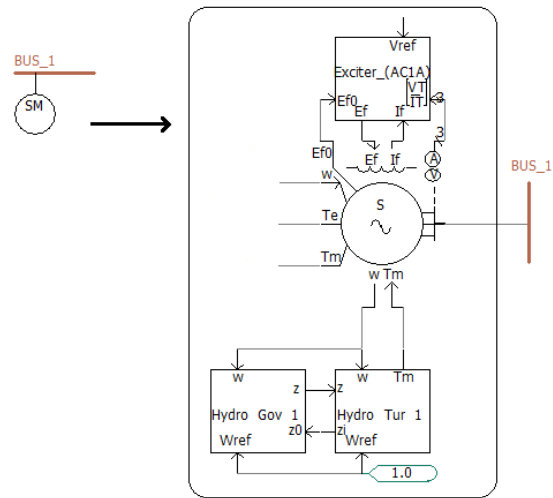 BUS_1
SM
Vref
Exciter_(AC1A)
VT
Ef0
IT
3
Ef If
3
Ef0
Ef If
A
V
BUS_1
w
S
Te
Tm
w Tm
w
w Tm
z
z
Hydro Gov 1
Hydro Tur 1
z0
zi
Wref
Wref
1.0